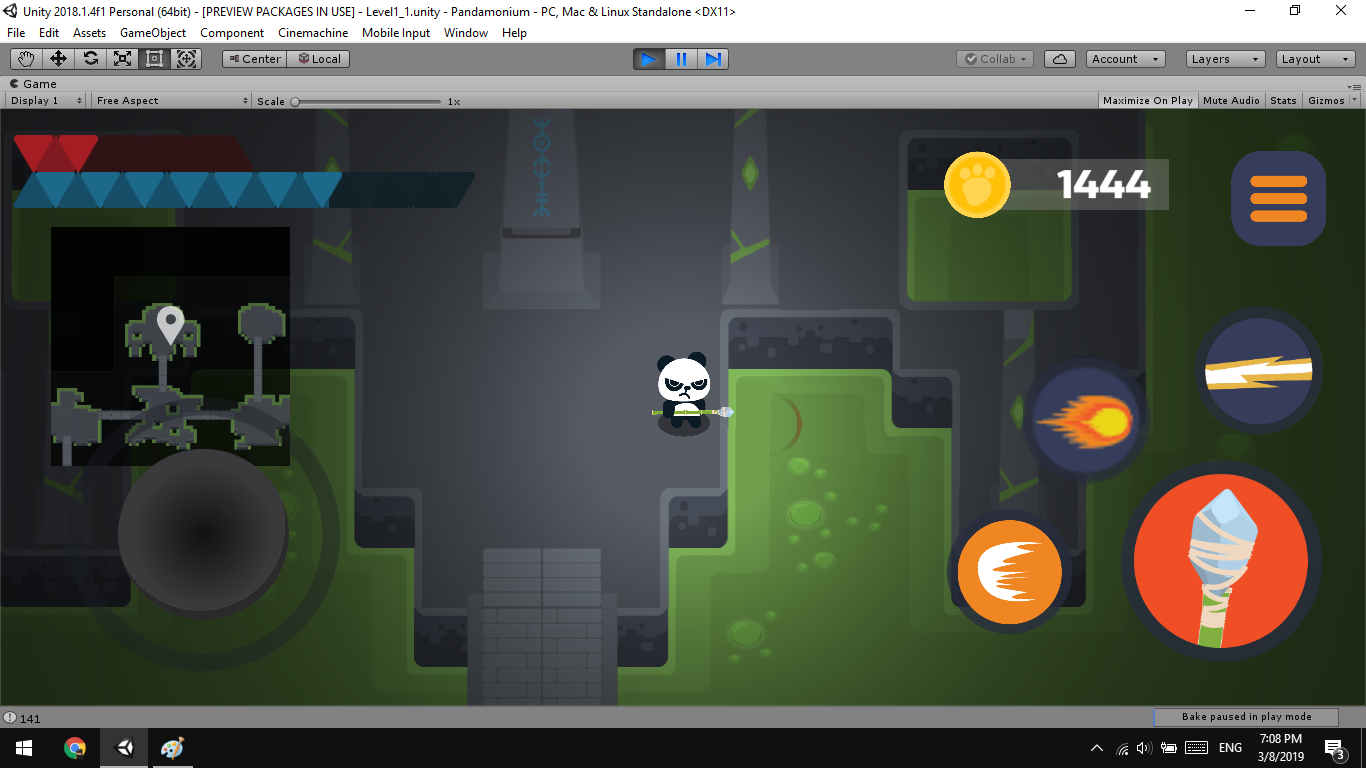 Unity 2018.1.4f1 Personal (64bit) - [PREVIEW PACKAGES IN USE] - Level1_1.unity - Pandamonium - PC, Mac & Linux Standalone <DX11>
File Edit Assets GameObject Component Cinemachine Mobile Input Window Help
Center Local Collab Account Layers Layout
Game
Display 1 Free Aspect Scale 1x Maximize On Play Mute Audio Stats Gizmos
1444
141 Bake paused in play mode
7:08 PM
ENG
3/8/2019
3